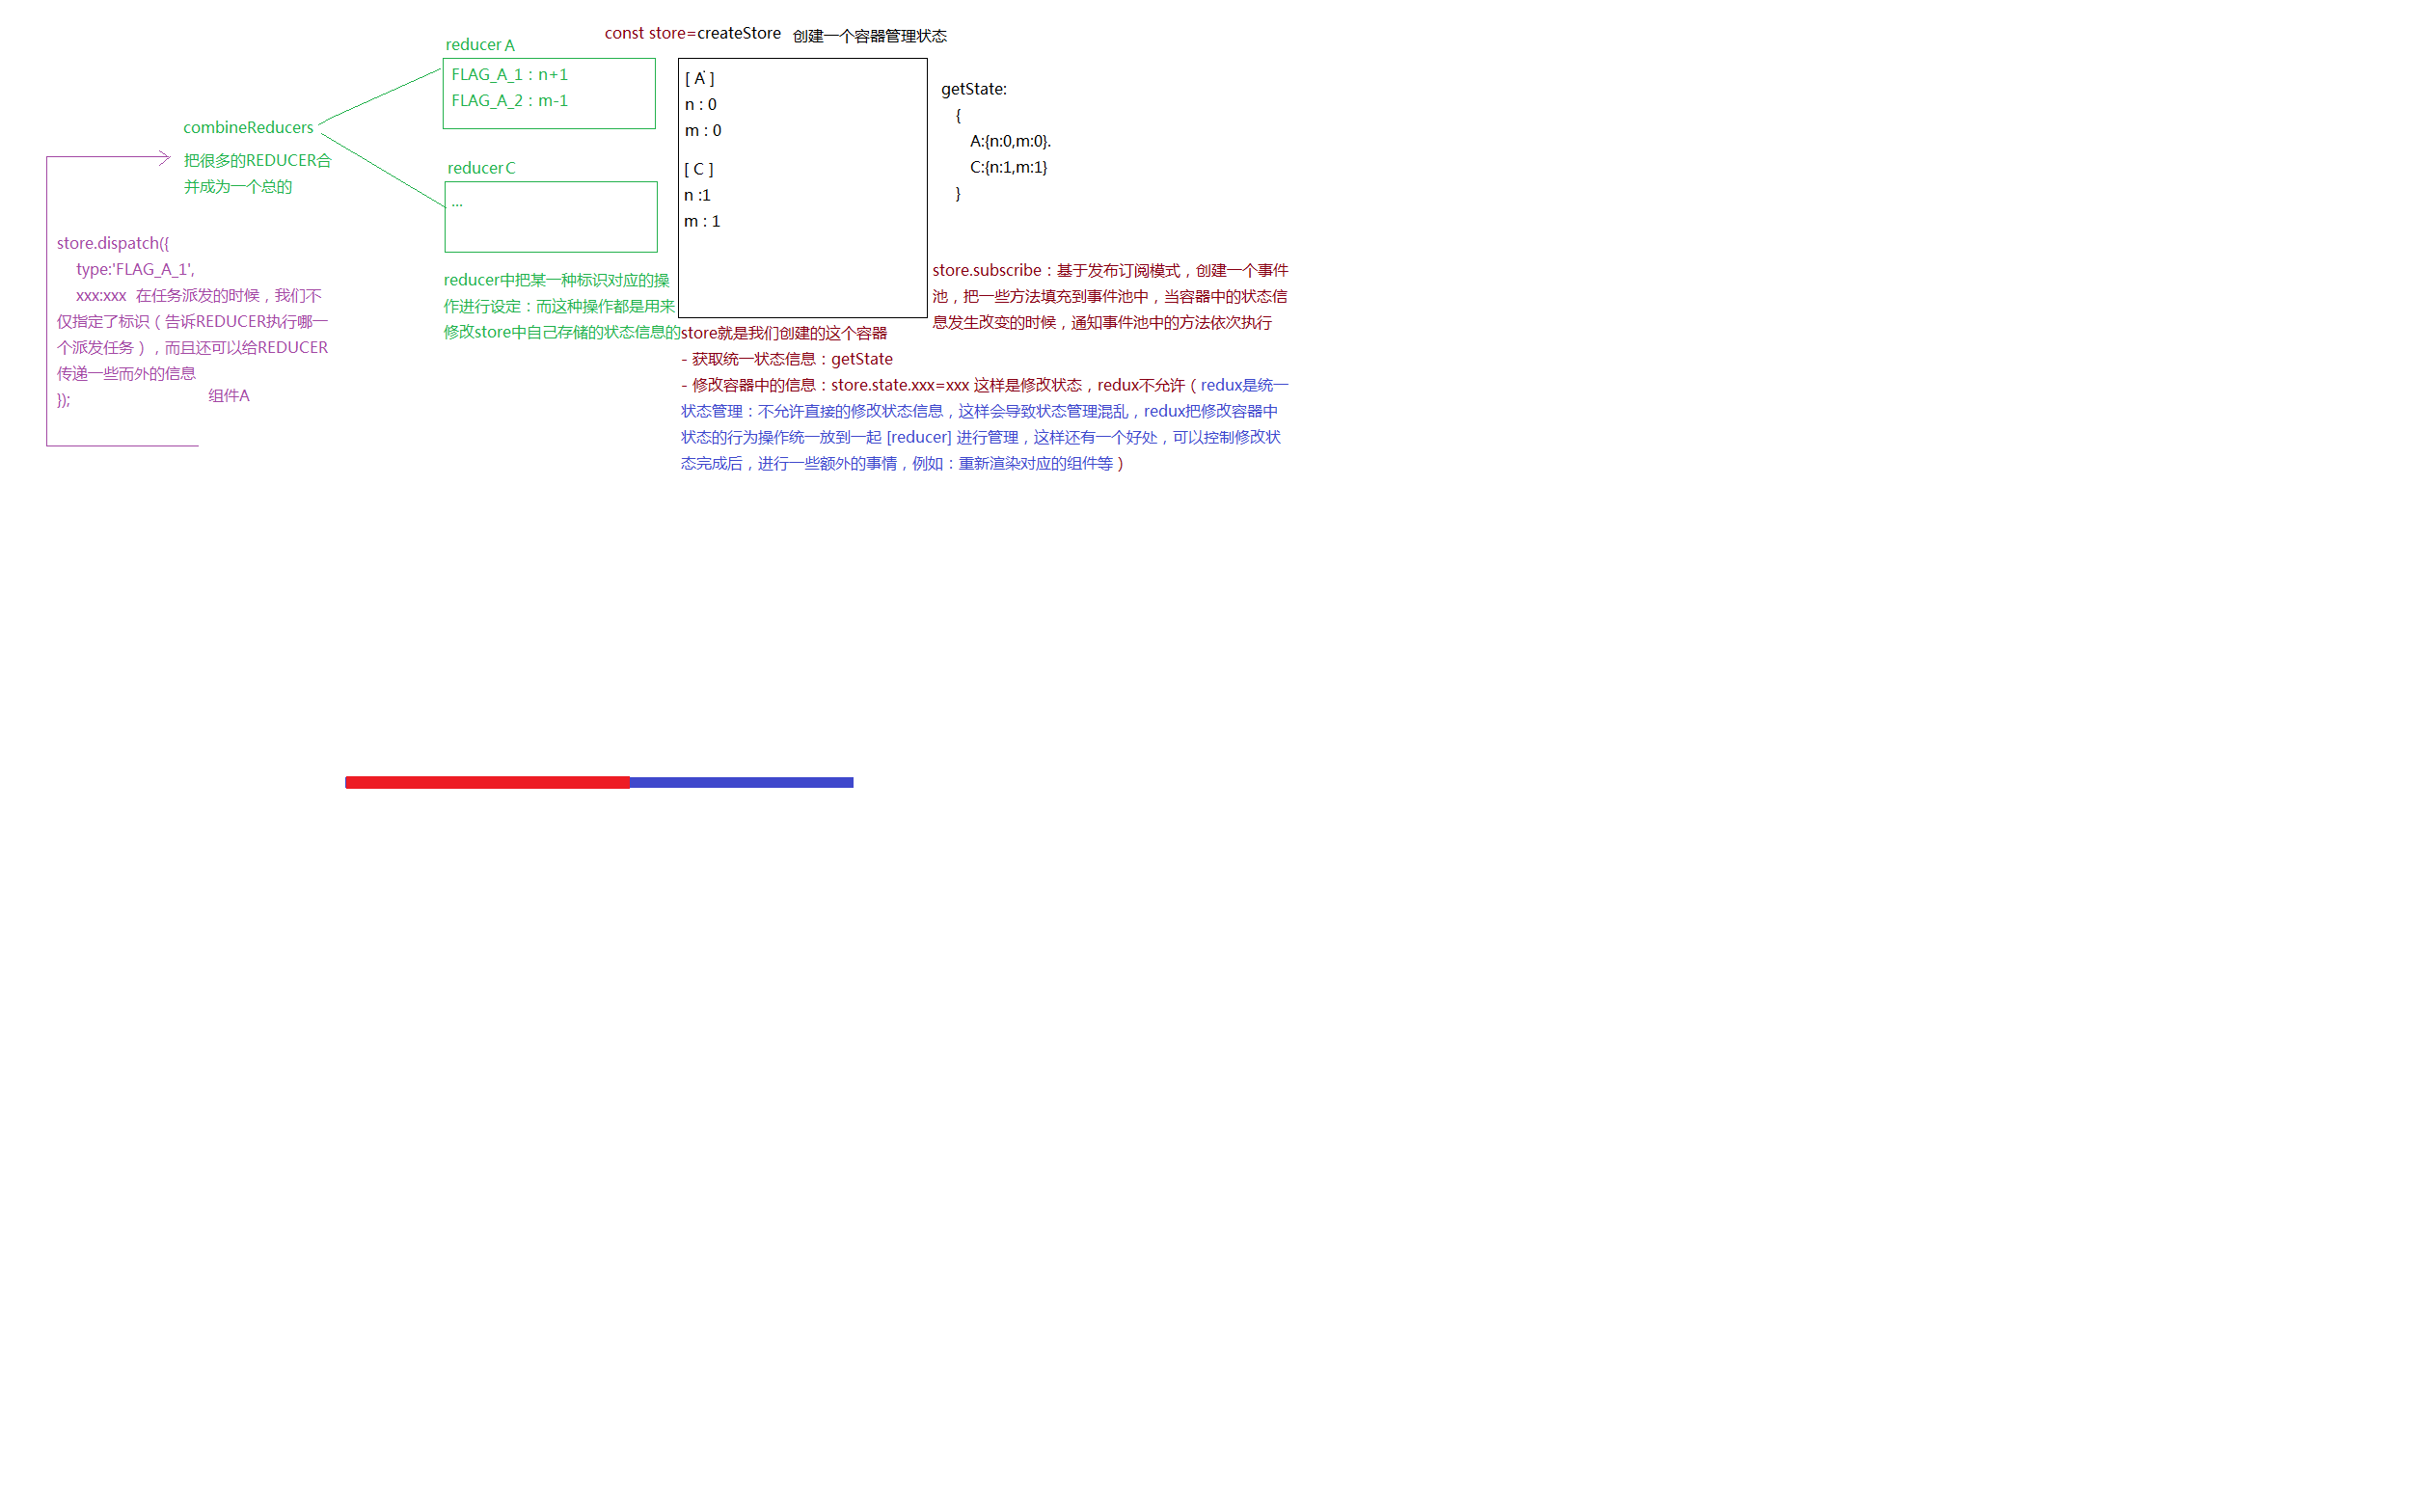 const store=createStore 创建一个容器管理状态
reducer A
FLAG_A_1：n+1
FLAG_A_2：m-1
combineReducers
把很多的REDUCER合
并成为一个总的
reducer C
...
[ A ]
n : 0
m : 0
[ C ]
n :1
m : 1
getState:
{
A:{n:0,m:0}.
C:{n:1,m:1}
}
store.dispatch({
type:'FLAG_A_1',
xxx:xxx 在任务派发的时候，我们不
仅指定了标识（告诉REDUCER执行哪一
个派发任务），而且还可以给REDUCER
传递一些而外的信息
});
组件A
reducer中把某一种标识对应的操
作进行设定：而这种操作都是用来
修改store中自己存储的状态信息的
store.subscribe：基于发布订阅模式，创建一个事件
池，把一些方法填充到事件池中，当容器中的状态信
息发生改变的时候，通知事件池中的方法依次执行
store就是我们创建的这个容器
- 获取统一状态信息：getState
- 修改容器中的信息：store.state.xxx=xxx 这样是修改状态，redux不允许（redux是统一
状态管理：不允许直接的修改状态信息，这样会导致状态管理混乱，redux把修改容器中
状态的行为操作统一放到一起 [reducer] 进行管理，这样还有一个好处，可以控制修改状
态完成后，进行一些额外的事情，例如：重新渲染对应的组件等）